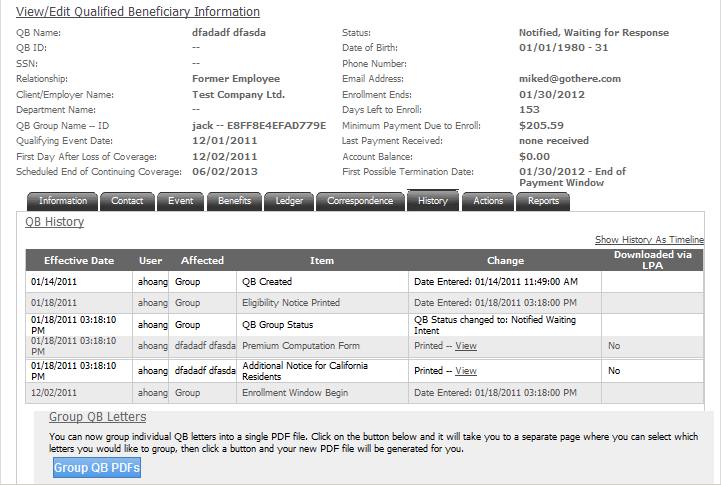 View/Edit Qualified Beneficiary Information
QB Name: dfadadf dfasda Status: Notified, Waiting for Response
QB ID: -- Date of Birth: 01/01/1980 - 31
SSN: -- Phone Number:
Relationship: Former Employee Email Address: miked@gothere.com
Client/Employer Name: Test Company Ltd. Enrollment Ends: 01/30/2012
Department Name: -- Days Left to Enroll: 153
QB Group Name -- ID jack -- E8FF8E4EFAD779E Minimum Payment Due to Enroll: $205.59
Qualifying Event Date: 12/01/2011 Last Payment Received: none received
First Day After Loss of Coverage: 12/02/2011 Account Balance: $0.00
Scheduled End of Continuing Coverage: 06/02/2013 First Possible Termination Date: 01/30/2012 - End of
Payment Window
Information Contact Event Benefits Ledger Correspondence History Actions Reports
QB History
Show History As Timeline
Effective Date User Affected Item Change Downloaded via
LPA
01/14/2011 ahoang Group QB Created Date Entered: 01/14/2011 11:49:00 AM
01/18/2011 ahoang Group Eligibility Notice Printed Date Entered: 01/18/2011 03:18:00 PM
01/18/2011 03:18:10
PM ahoang Group QB Group Status QB Status changed to: Notified Waiting
Intent
01/18/2011 03:18:10
PM ahoang dfadadf dfasda Premium Computation Form Printed -- View No
01/18/2011 03:18:10
PM ahoang dfadadf dfasda Additional Notice for California
Residents Printed -- View No
12/02/2011 ahoang Group Enrollment Window Begin Date Entered: 01/18/2011 03:18:00 PM
Group QB Letters
You can now group individual QB letters into a single PDF file. Click on the button below and it will take you to a separate page where you can select which
letters you would like to group, then click a button and your new PDF file will be generated for you.
Group QB PDFs